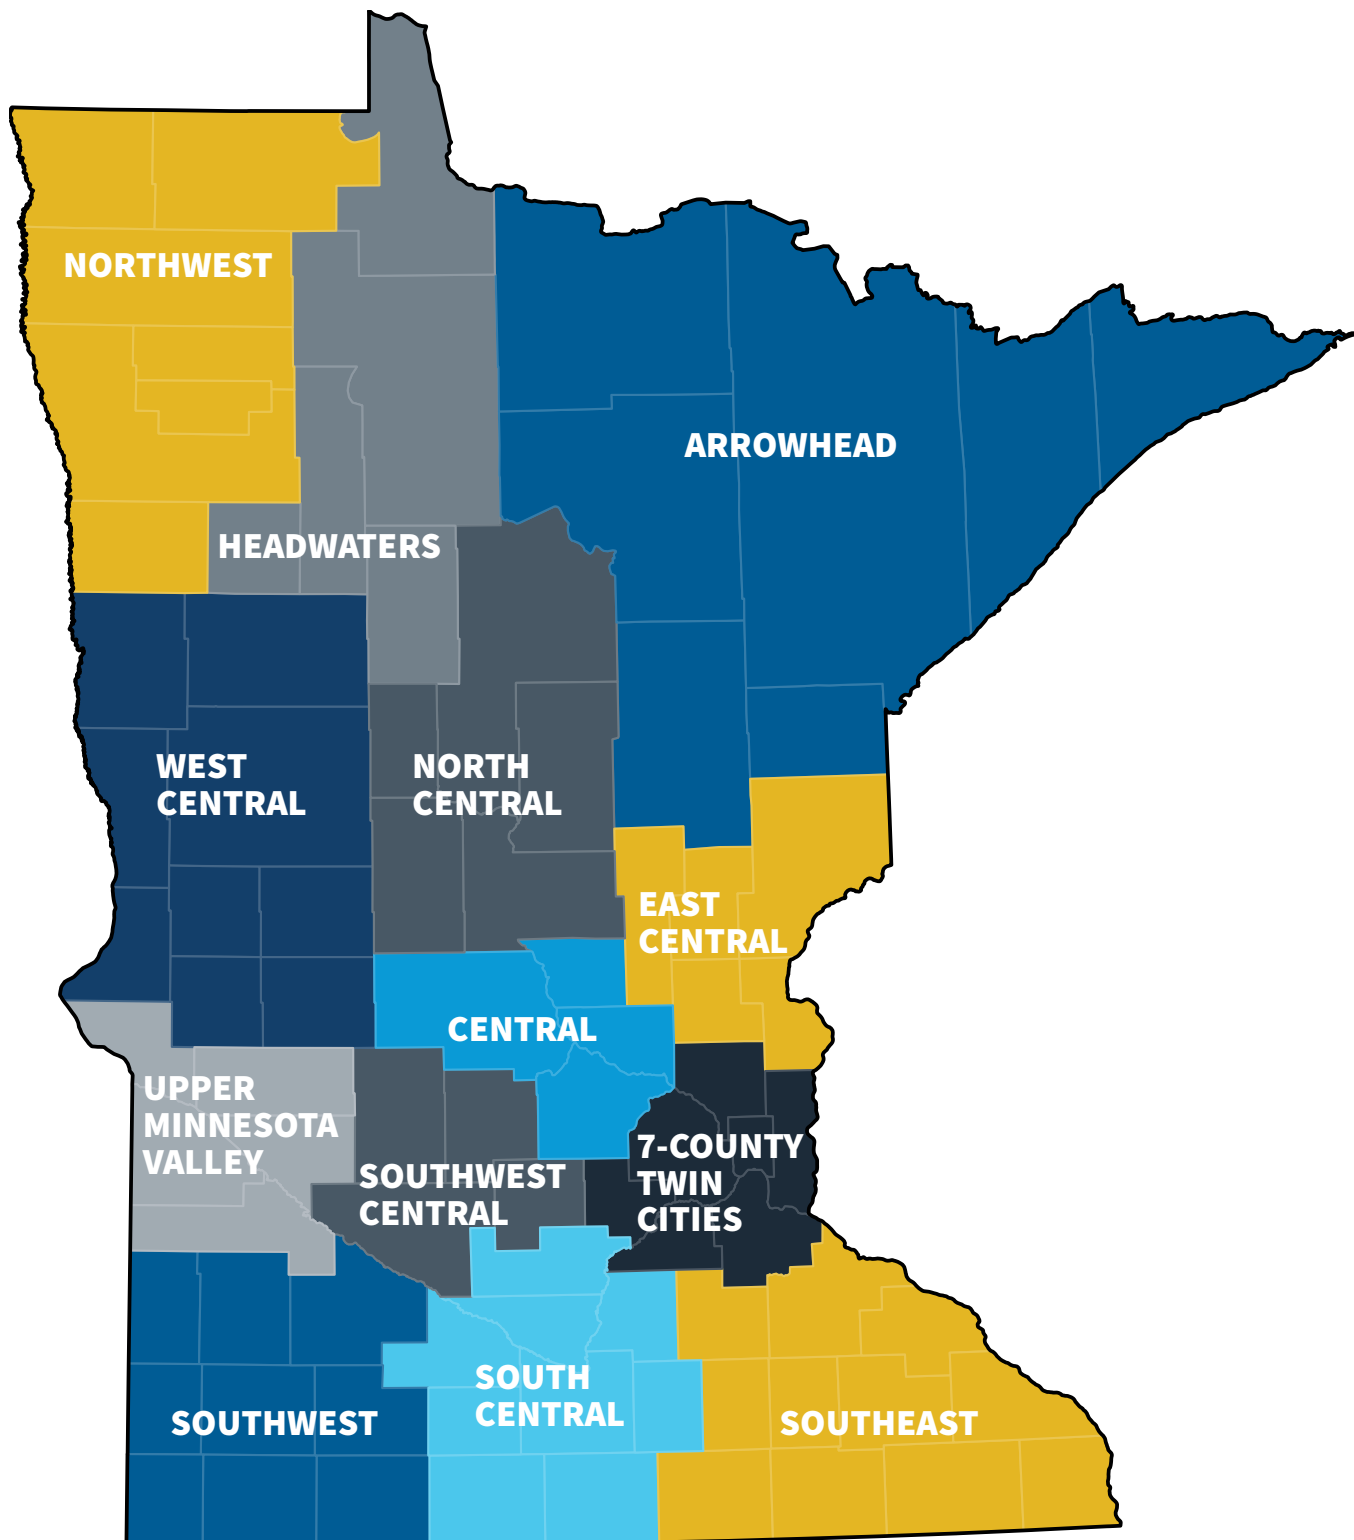 NORTHWEST
ARROWHEAD
HEADWATERS
WEST
CENTRAL
NORTH
CENTRAL
EAST
CENTRAL
CENTRAL
UPPER
MINNESOTA
VALLEY
SOUTHWEST
CENTRAL
7-COUNTY
TWIN
CITIES
SOUTHWEST
SOUTH
CENTRAL
SOUTHEAST